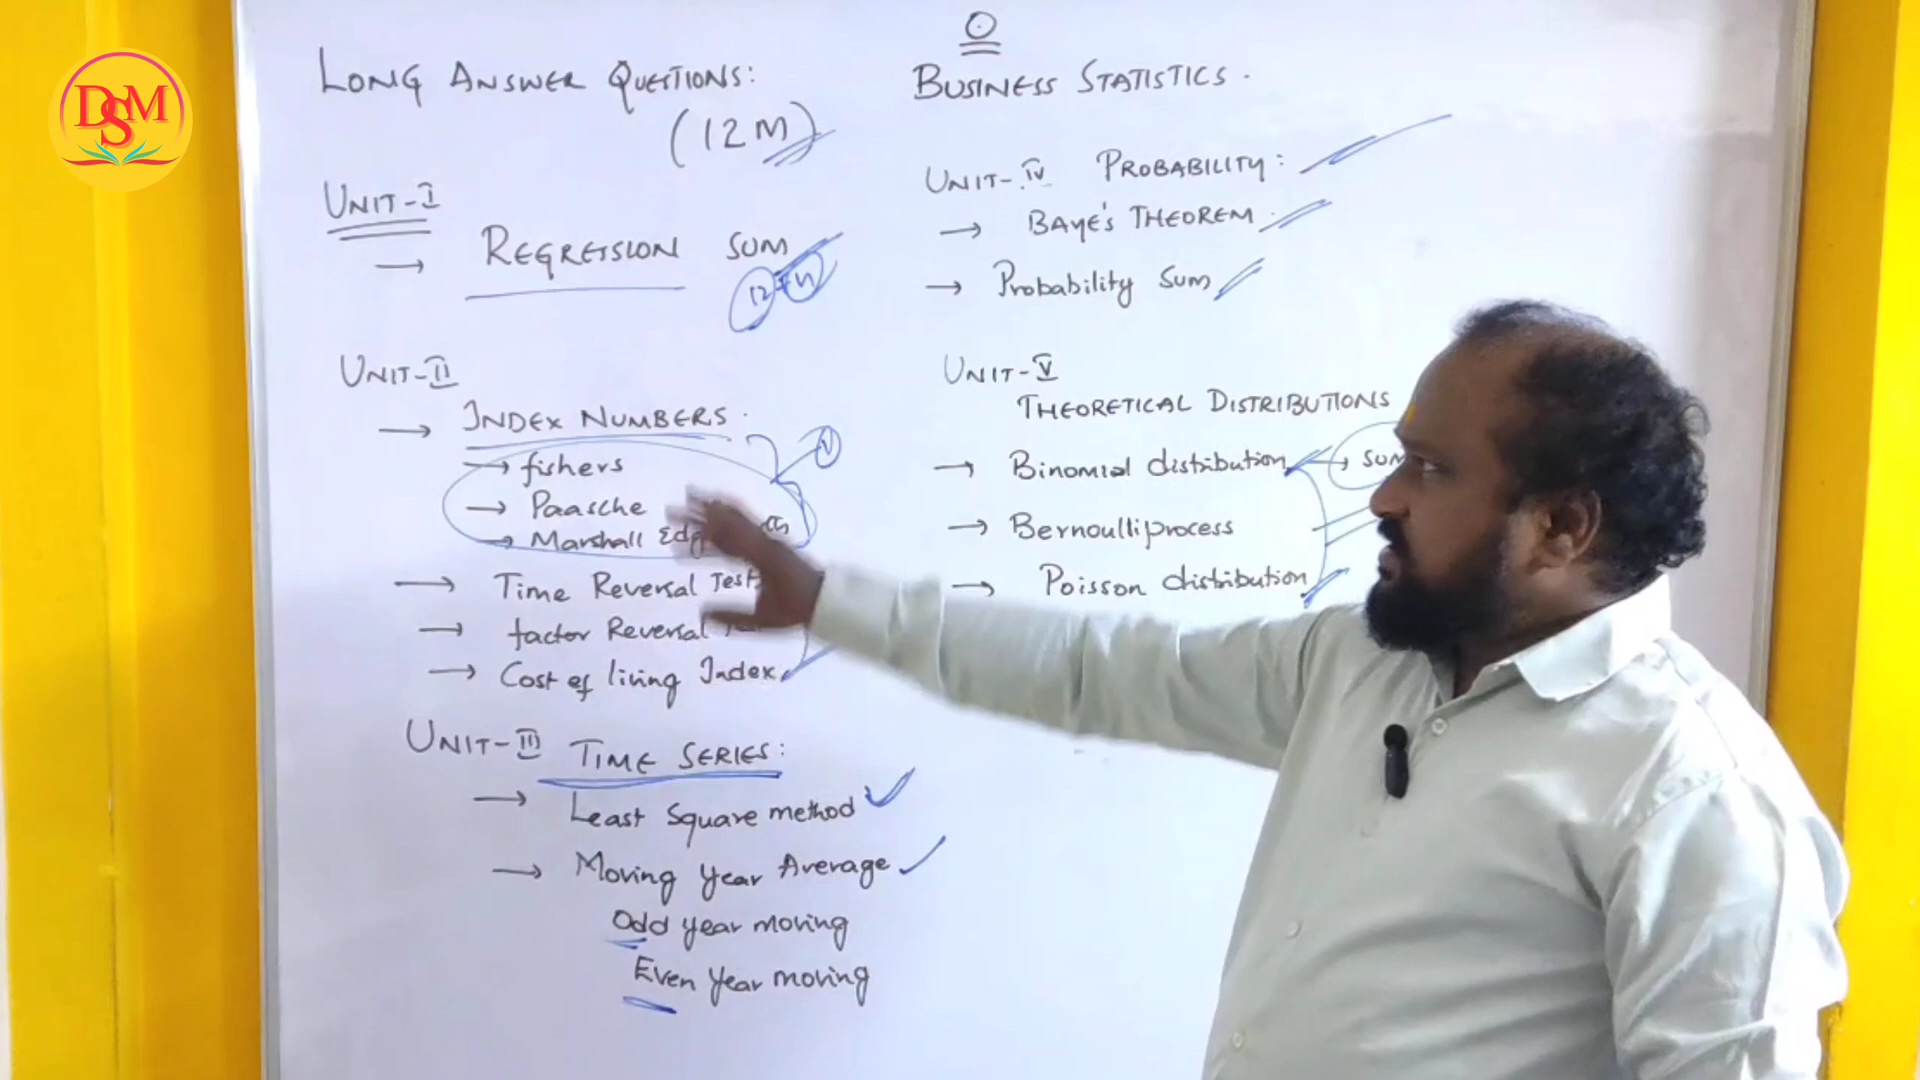 DSM
LONG ANSWER QUESTIONS:
(12M)
UNIT-I
→ REGRESSION SUM
12+4
UNIT-II
→ INDEX NUMBERS.
→ fishers
→ Paasche
→ Marshall
→ Time Reversal Test
→ factor Reversal
→ Cost of living Index
UNIT-III TIME SERIES:
→ Least Square method
→ Moving Year Average
Odd year moving
Even Year moving
BUSINESS STATISTICS.
UNIT-IV PROBABILITY:
→ BAYE'S THEOREM
→ Probability Sum
UNIT-V
THEORETICAL DISTRIBUTIONS
→ Binomial distribution → SUM
→ Bernoulli process
→ Poisson distribution